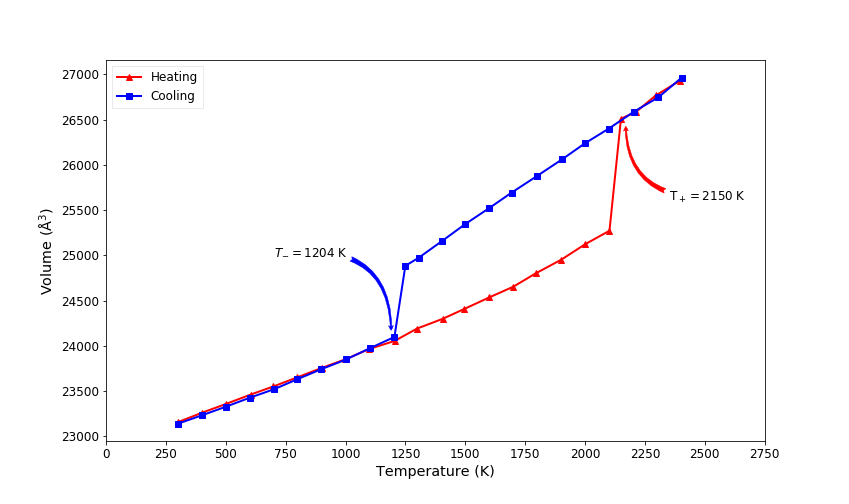 Heating
Cooling
27000
26500
26000
25500
25000
24500
24000
23500
23000
Volume (Å³)
T₋ = 1204 K
T₊ = 2150 K
0 250 500 750 1000 1250 1500 1750 2000 2250 2500 2750
Temperature (K)